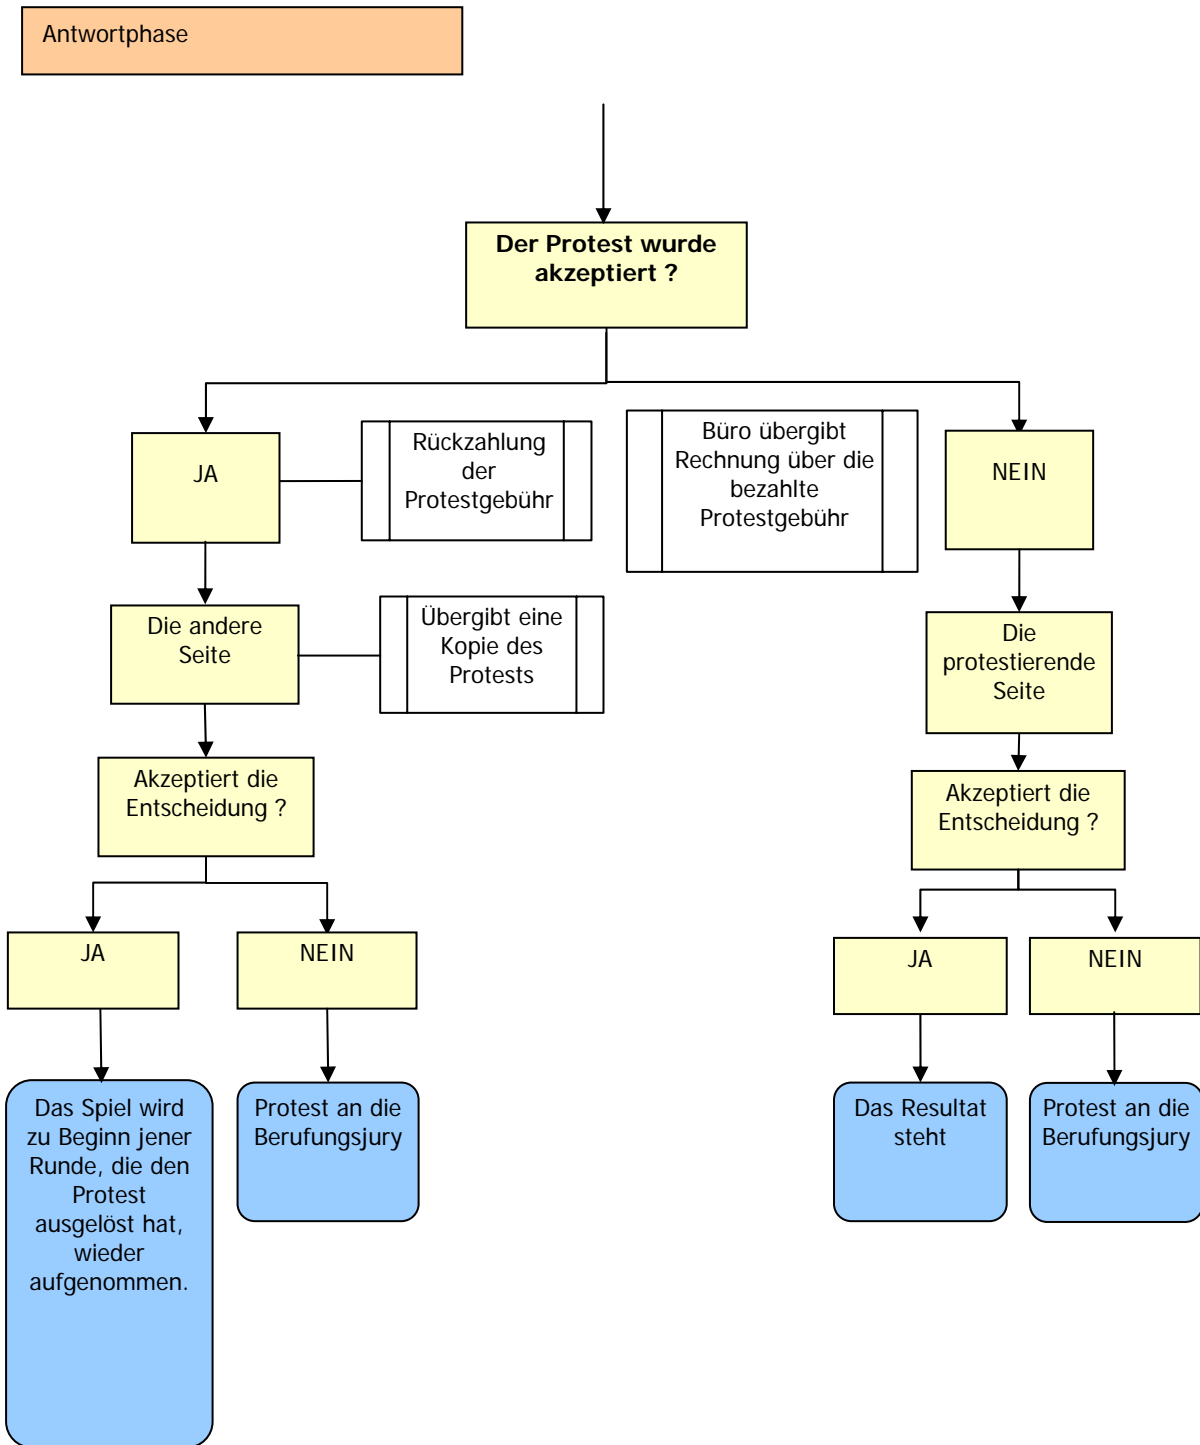 Antwortphase
Der Protest wurde
akzeptiert ?
JA
Rückzahlung
der
Protestgebühr
Büro übergibt
Rechnung über die
bezahlte
Protestgebühr
NEIN
Die andere
Seite
Übergibt eine
Kopie des
Protests
Die
protestierende
Seite
Akzeptiert die
Entscheidung ?
Akzeptiert die
Entscheidung ?
JA
NEIN
JA
NEIN
Das Spiel wird
zu Beginn jener
Runde, die den
Protest
ausgelöst hat,
wieder
aufgenommen.
Protest an die
Berufungsjury
Das Resultat
steht
Protest an die
Berufungsjury